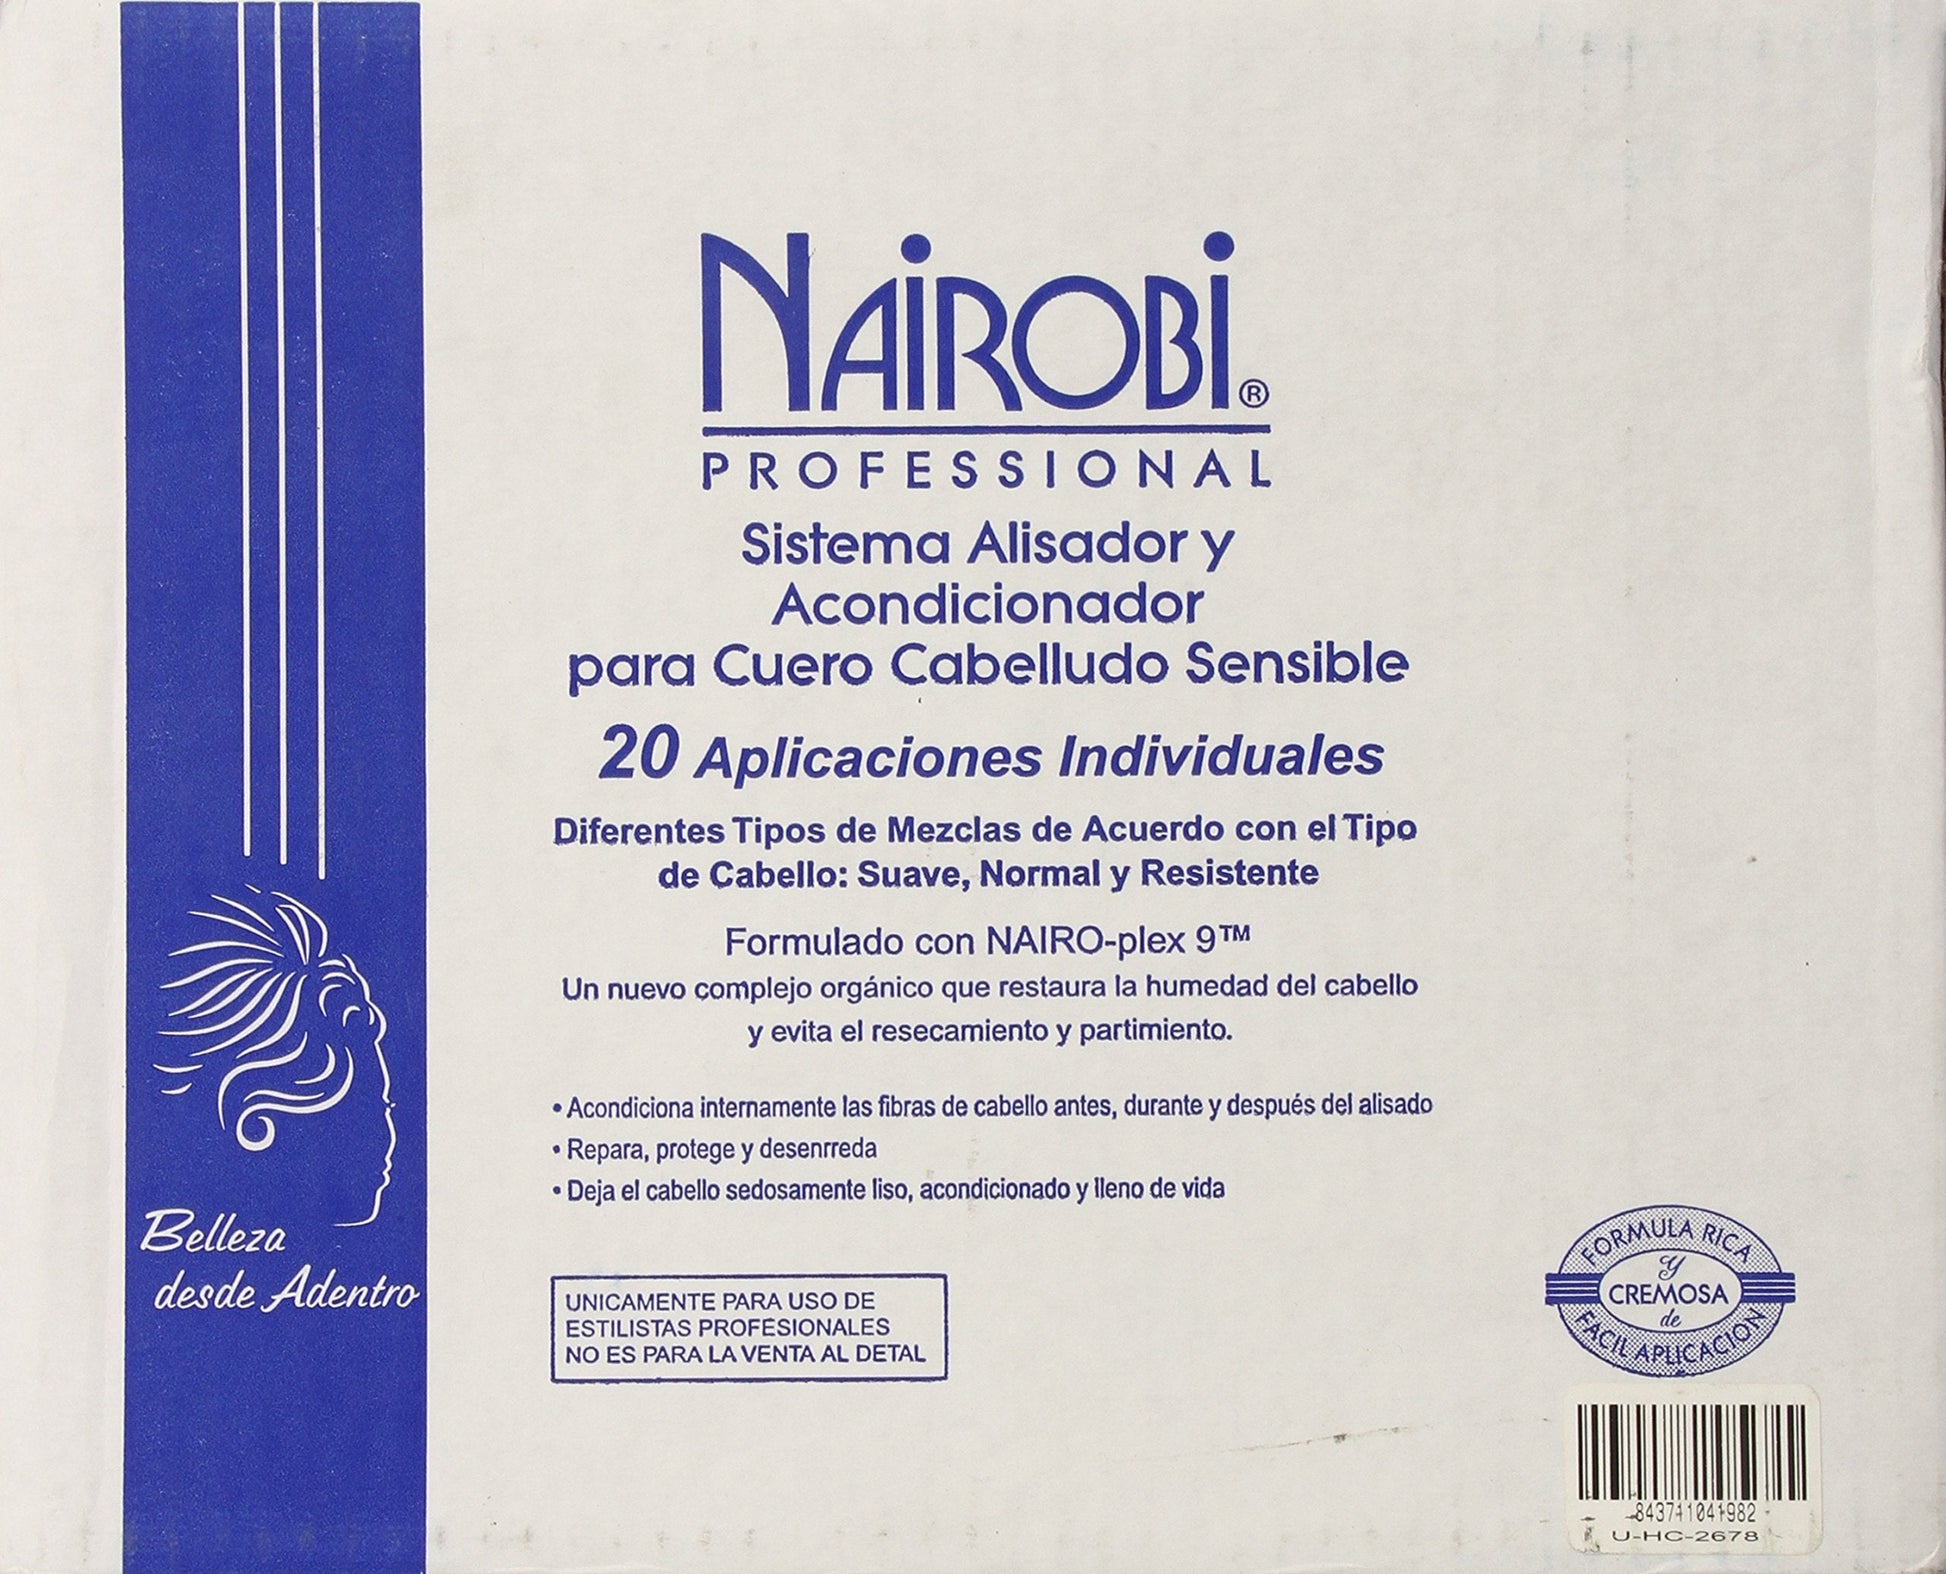 NAIROBI®
PROFESSIONAL
Sistema Alisador y
Acondicionador
para Cuero Cabelludo Sensible
20 Aplicaciones Individuales
Diferentes Tipos de Mezclas de Acuerdo con el Tipo
de Cabello: Suave, Normal y Resistente
Formulado con NAIRO-plex 9™
Un nuevo complejo orgánico que restaura la humedad del cabello
y evita el resecamiento y partimiento.
• Acondiciona internamente las fibras de cabello antes, durante y después del alisado
• Repara, protege y desenrreda
• Deja el cabello sedosamente liso, acondicionado y lleno de vida
Belleza
desde Adentro
UNICAMENTE PARA USO DE
ESTILISTAS PROFESIONALES
NO ES PARA LA VENTA AL DETAL
FORMULA RICA
y
CREMOSA
de
FACIL APLICACION
843711041982
U-HC-2678